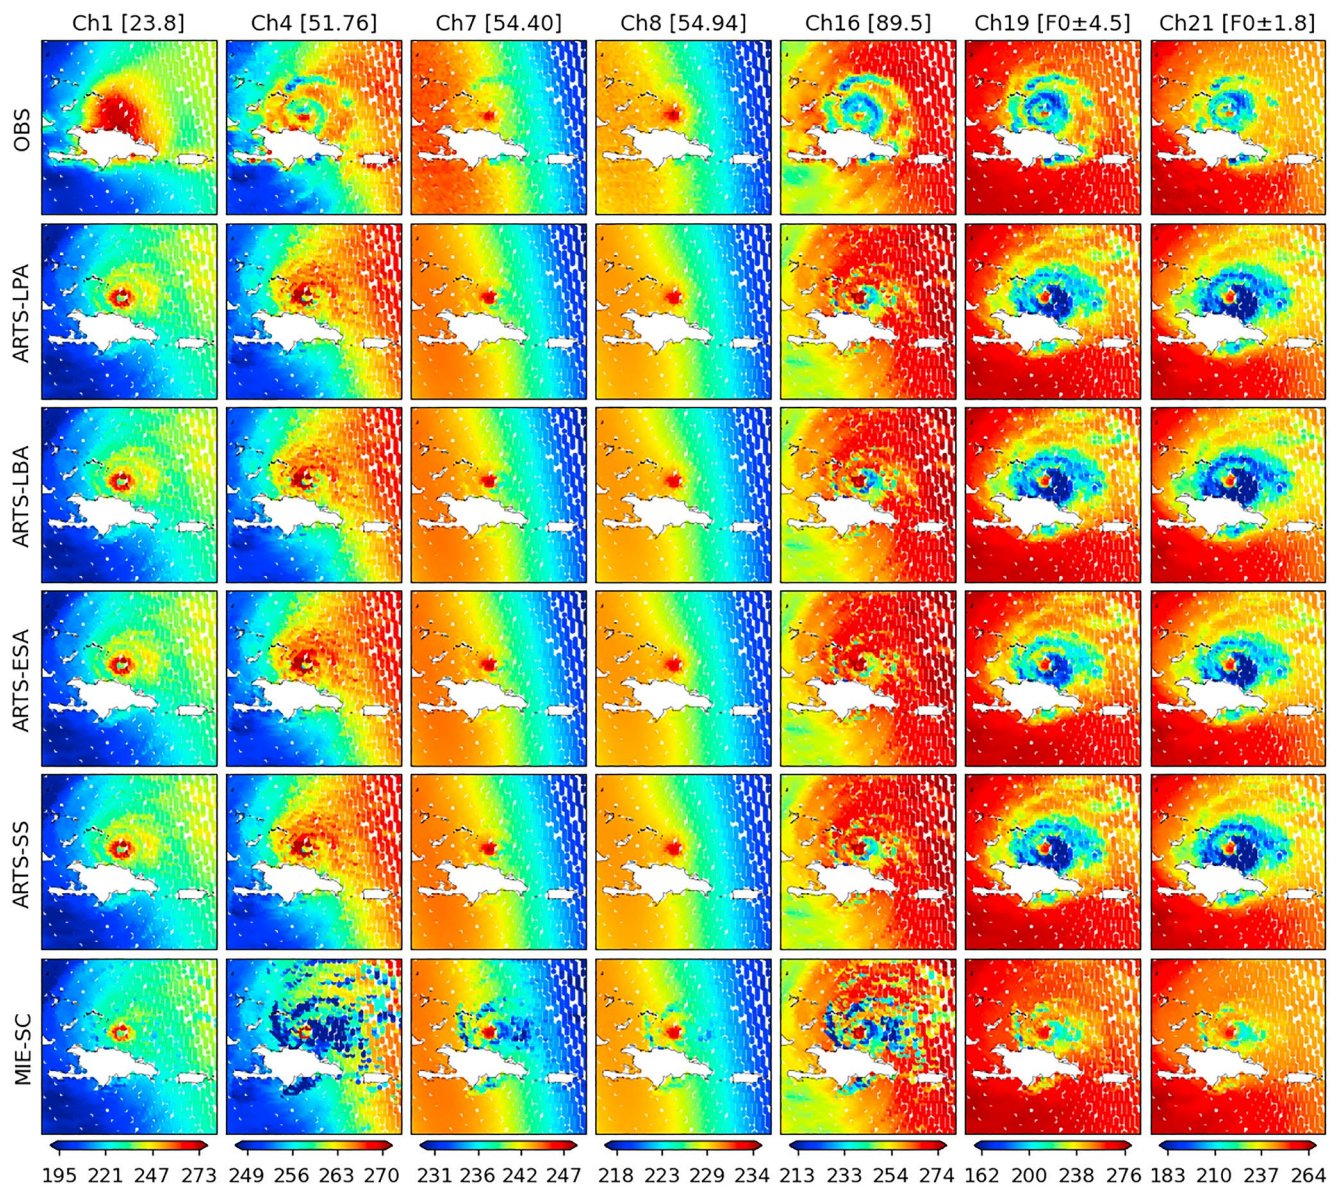 Ch1 [23.8] Ch4 [51.76] Ch7 [54.40] Ch8 [54.94] Ch16 [89.5] Ch19 [F0±4.5] Ch21 [F0±1.8]
OBS
ARTS-LPA
ARTS-LBA
ARTS-ESA
ARTS-SS
MIE-SC
195 221 247 273 249 256 263 270 231 236 242 247 218 223 229 234 213 233 254 274 162 200 238 276 183 210 237 264